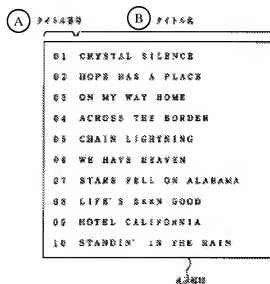 Ⓐ タイトル番号 Ⓑ タイトル名
01 CRYSTAL SILENCE
02 HOPE HAS A PLACE
03 ON MY WAY HOME
04 ACROSS THE BORDER
05 CHAIN LIGHTNING
06 WE HAVE HEAVEN
07 STARS FELL ON ALABAMA
08 LIFE'S BEEN GOOD
09 HOTEL CALIFORNIA
10 STANDIN' IN THE RAIN